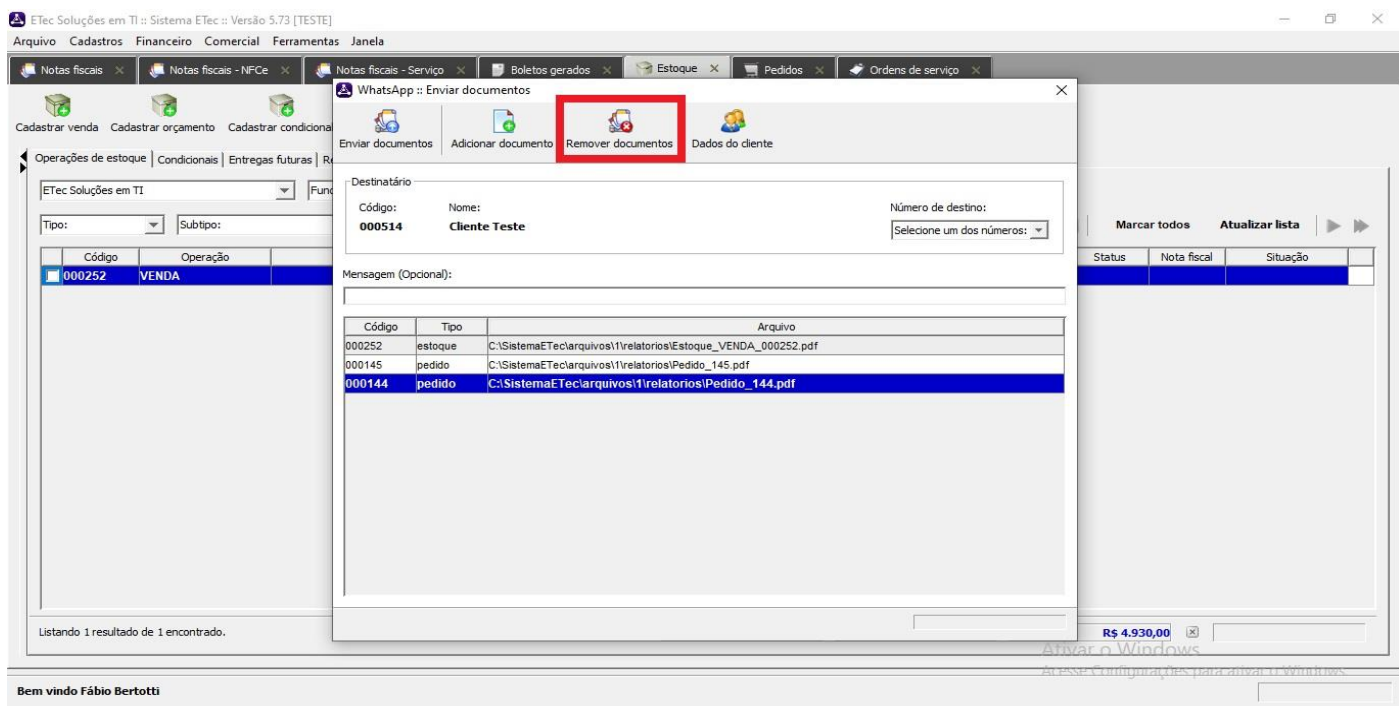 ETec Soluções em TI :: Sistema ETec :: Versão 5.73 [TESTE]
Arquivo Cadastros Financeiro Comercial Ferramentas Janela
Notas fiscais Notas fiscais - NFCe Notas fiscais - Serviço Boletos gerados Estoque Pedidos Ordens de serviço
WhatsApp :: Enviar documentos
Cadastrar venda Cadastrar orçamento Cadastrar condicional
Enviar documentos Adicionar documento Remover documentos Dados do cliente
Operações de estoque Condicionais Entregas futuras
Destinatário
ETec Soluções em TI
Código: Nome: Número de destino:
000514 Cliente Teste Selecione um dos números:
Tipo: Subtipo: Marcar todos Atualizar lista
Código Operação Status Nota fiscal Situação
000252 VENDA
Mensagem (Opcional):
Código Tipo Arquivo
000252 estoque C:\SistemaETec\arquivos\1\relatorios\Estoque_VENDA_000252.pdf
000145 pedido C:\SistemaETec\arquivos\1\relatorios\Pedido_145.pdf
000144 pedido C:\SistemaETec\arquivos\1\relatorios\Pedido_144.pdf
Listando 1 resultado de 1 encontrado. R$ 4.930,00
Ativar o Windows
Acesse Configurações para ativar o Windows.
Bem vindo Fábio Bertotti